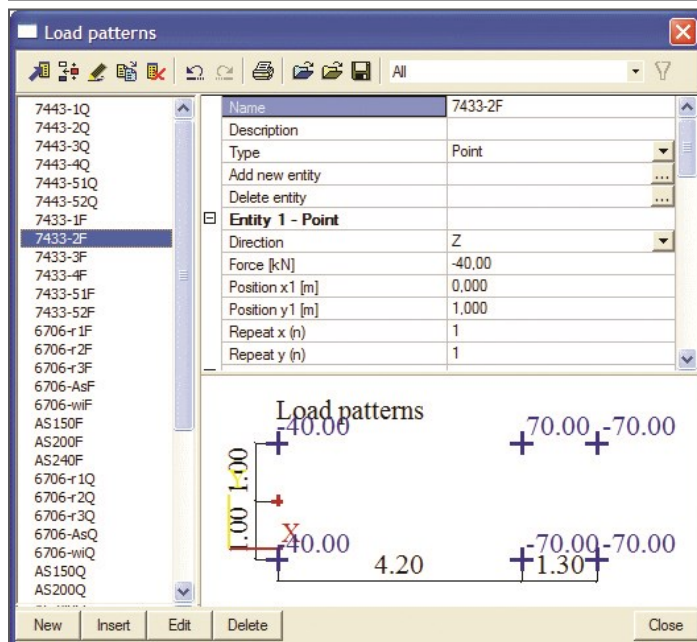 Load patterns
All
7443-1Q
7443-2Q
7443-3Q
7443-4Q
7443-51Q
7443-52Q
7433-1F
7433-2F
7433-3F
7433-4F
7433-51F
7433-52F
6706-r1F
6706-r2F
6706-r3F
6706-AsF
6706-wiF
AS150F
AS200F
AS240F
6706-r1Q
6706-r2Q
6706-r3Q
6706-AsQ
6706-wiQ
AS150Q
AS200Q
Name 7433-2F
Description
Type Point
Add new entity ...
Delete entity ...
Entity 1 - Point
Direction Z
Force [kN] -40,00
Position x1 [m] 0,000
Position y1 [m] 1,000
Repeat x (n) 1
Repeat y (n) 1
Load patterns
-40.00 70.00 -70.00
1.00
Y
1.00
X
40.00 -70.00 -70.00
4.20 1.30
New Insert Edit Delete Close